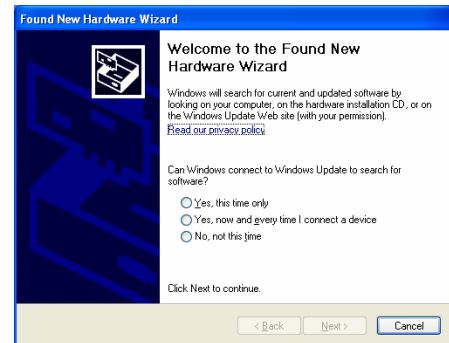 Found New Hardware Wizard
Welcome to the Found New
Hardware Wizard
Windows will search for current and updated software by
looking on your computer, on the hardware installation CD, or on
the Windows Update Web site (with your permission).
Read our privacy policy
Can Windows connect to Windows Update to search for
software?
Yes, this time only
Yes, now and every time I connect a device
No, not this time
Click Next to continue.
< Back
Next >
Cancel